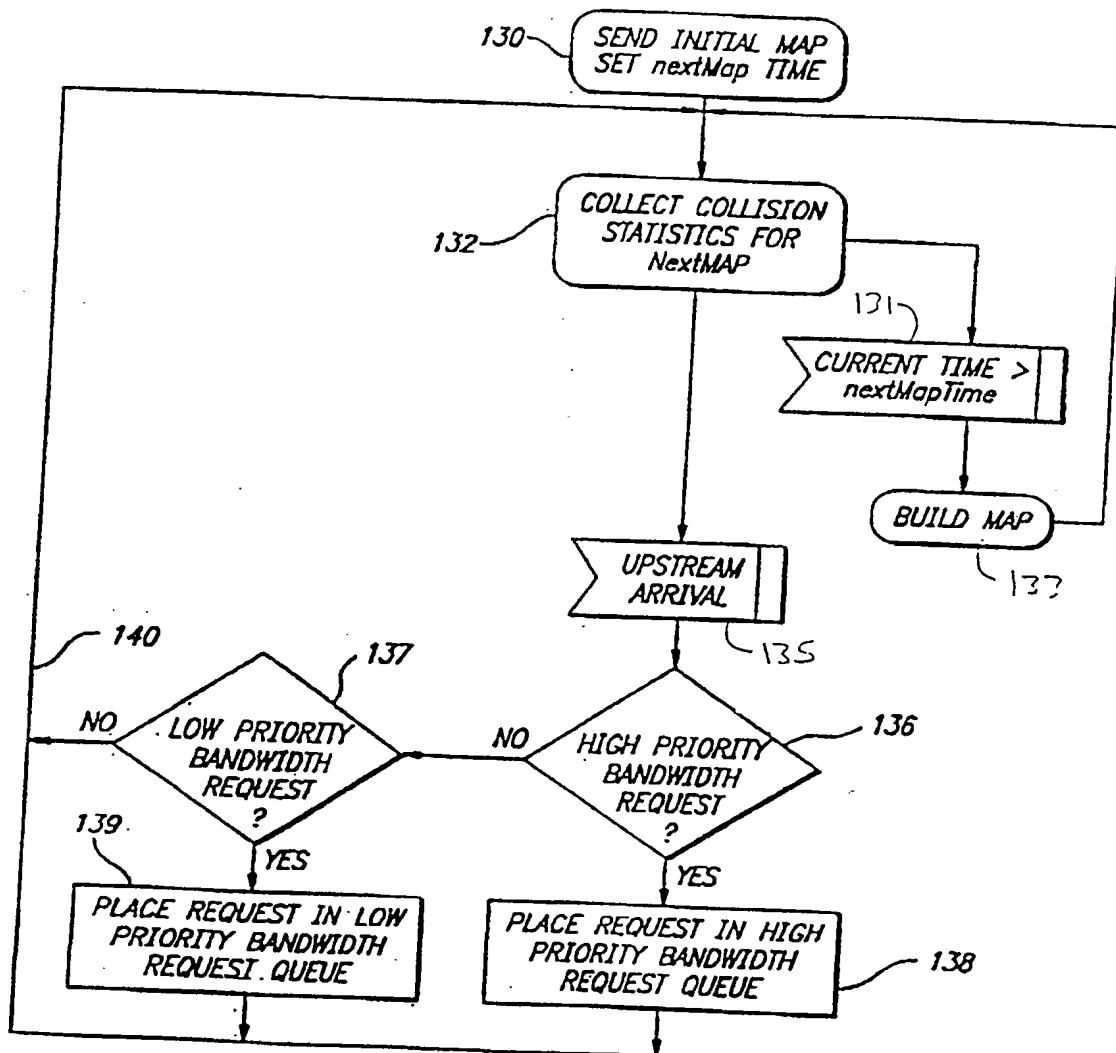 130
SEND INITIAL MAP
SET nextMap TIME
COLLECT COLLISION
STATISTICS FOR
NextMAP
132
131
CURRENT TIME >
nextMapTime
BUILD MAP
133
UPSTREAM
ARRIVAL
135
140
137
136
NO
LOW PRIORITY
BANDWIDTH
REQUEST
?
NO
HIGH PRIORITY
BANDWIDTH
REQUEST
?
139
YES
YES
PLACE REQUEST IN LOW
PRIORITY BANDWIDTH
REQUEST QUEUE
PLACE REQUEST IN HIGH
PRIORITY BANDWIDTH
REQUEST QUEUE
138